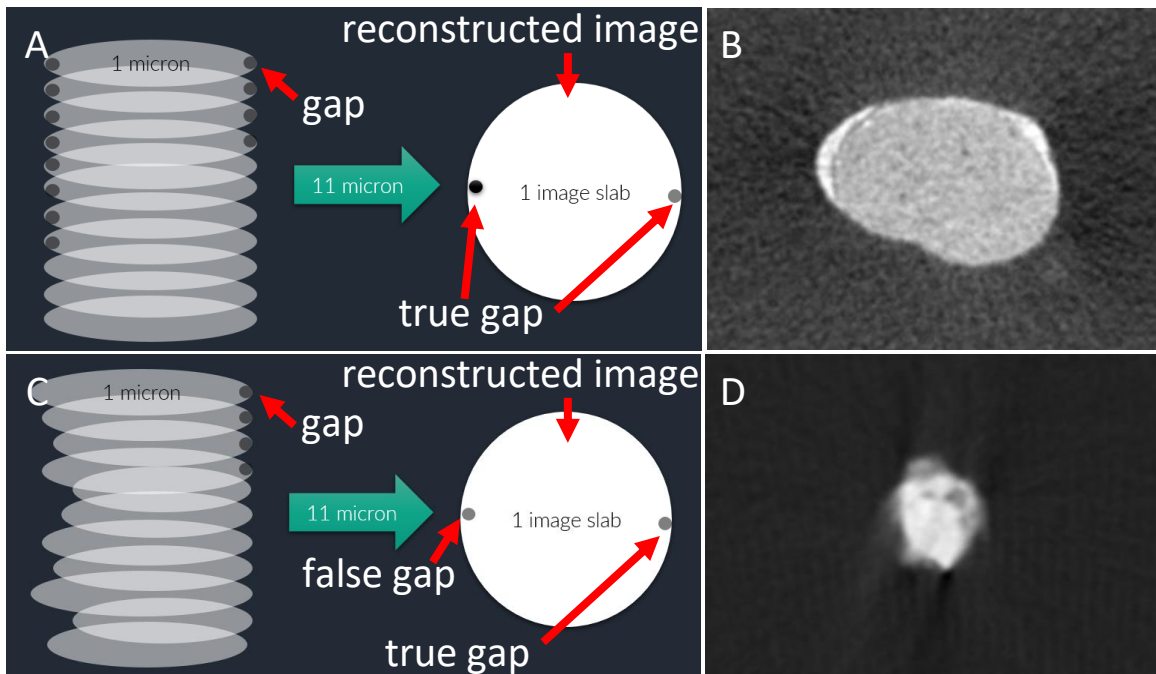 A
1 micron
gap
reconstructed image
11 micron
1 image slab
true gap
B
C
1 micron
gap
reconstructed image
11 micron
1 image slab
false gap
true gap
D